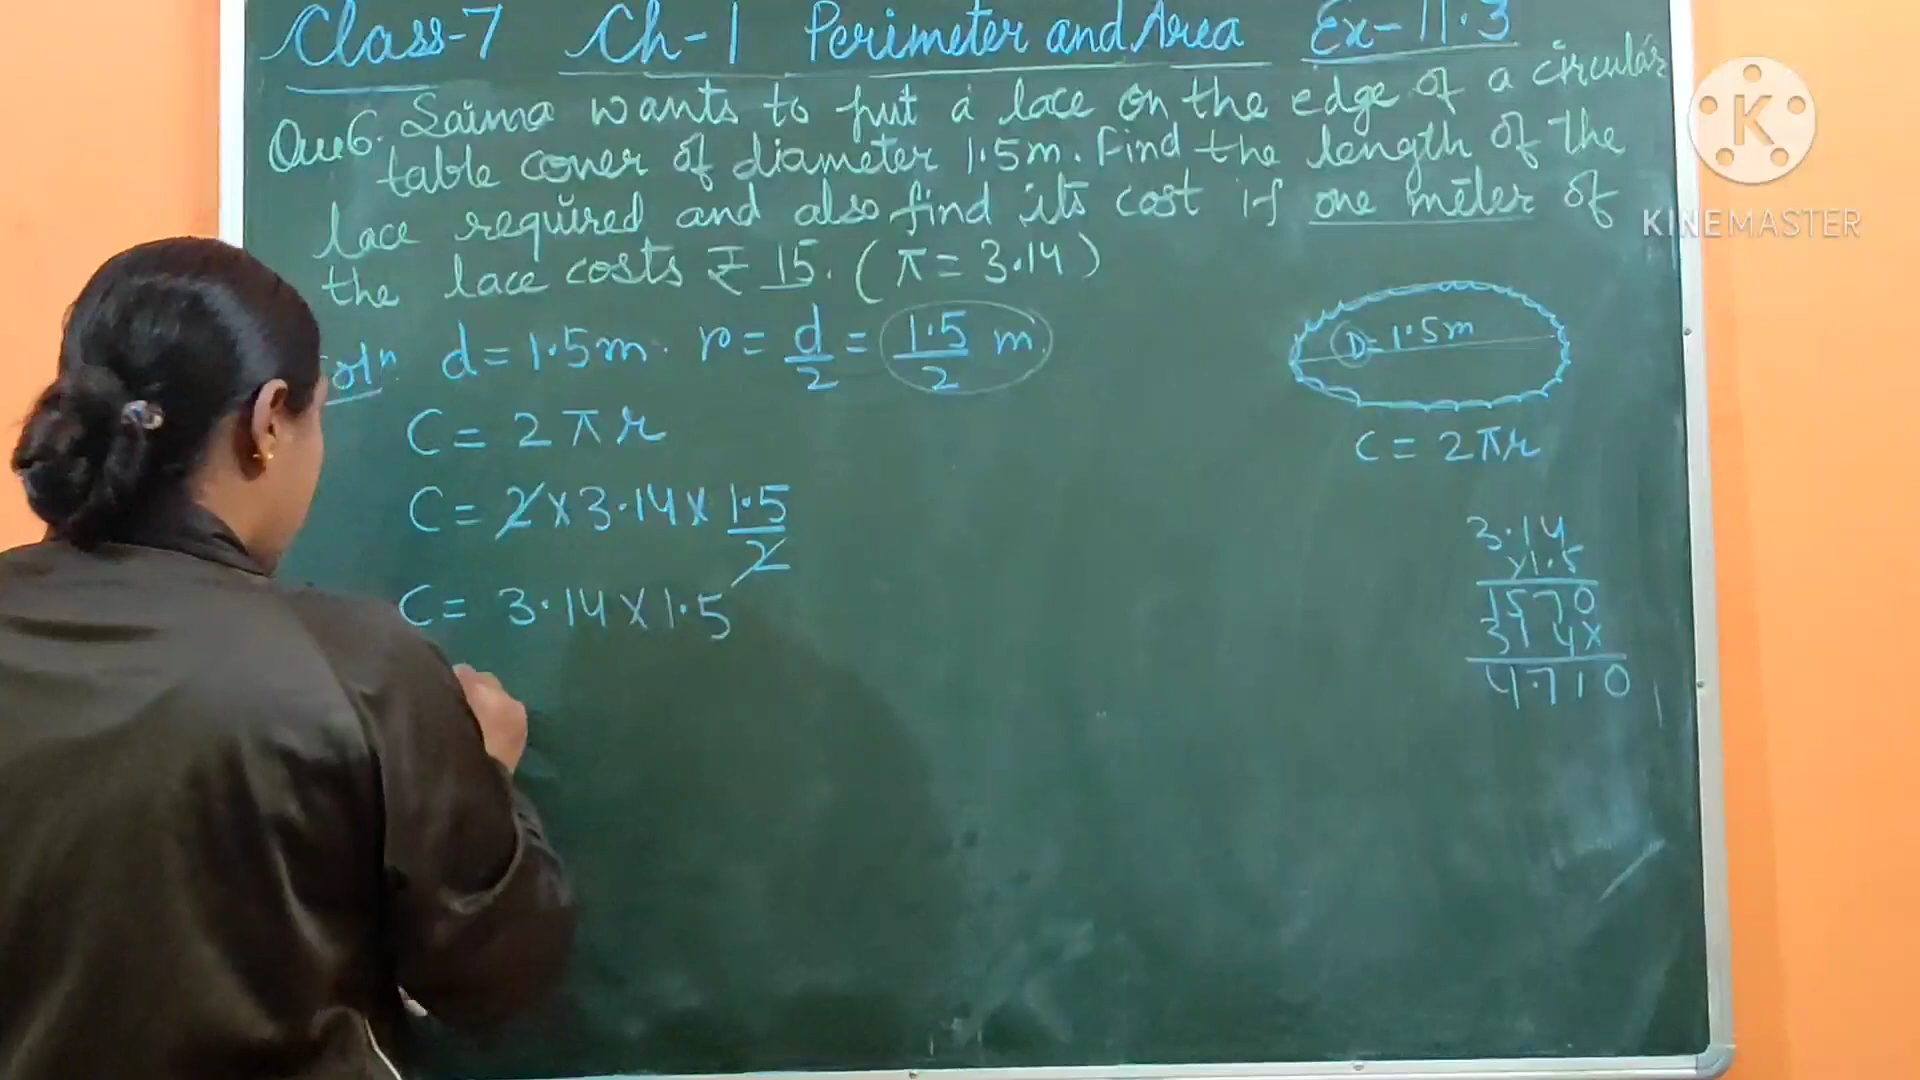 Class-7 Ch-1 Perimeter and Area Ex-11.3
Que6. Saima wants to put a lace on the edge of a circular
table cover of diameter 1.5m. Find the length of the
lace required and also find its cost if one meter of
the lace costs ₹ 15. (π = 3.14)
Solⁿ. d = 1.5m. r = d/2 = 1.5/2 m
C = 2πr
C = 2 × 3.14 × 1.5/2
C = 3.14 × 1.5
D = 1.5m
C = 2πr
3.14
×1.5
1570
314×
4.710
K
KINEMASTER